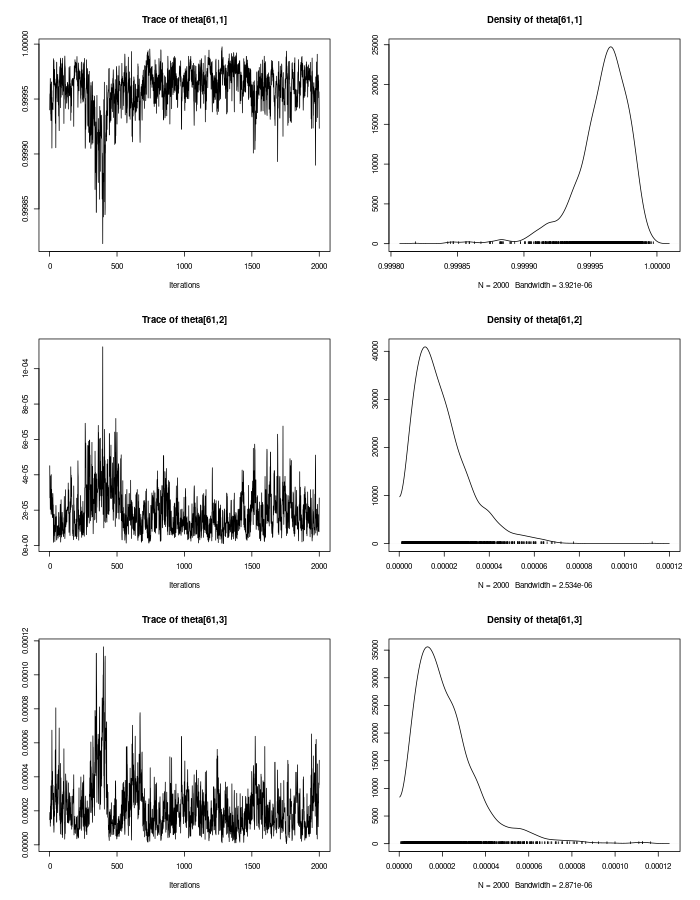 Trace of theta[61,1]
0.99985 0.99990 0.99995 1.00000
0 500 1000 1500 2000
Iterations
Density of theta[61,1]
0 5000 10000 15000 20000 25000
0.99980 0.99985 0.99990 0.99995 1.00000
N = 2000 Bandwidth = 3.921e-06
Trace of theta[61,2]
0e+00 2e-05 4e-05 6e-05 8e-05 1e-04
0 500 1000 1500 2000
Iterations
Density of theta[61,2]
0 10000 20000 30000 40000
0.00000 0.00002 0.00004 0.00006 0.00008 0.00010 0.00012
N = 2000 Bandwidth = 2.534e-06
Trace of theta[61,3]
0.00000 0.00002 0.00004 0.00006 0.00008 0.00010 0.00012
0 500 1000 1500 2000
Iterations
Density of theta[61,3]
0 5000 10000 15000 20000 25000 30000 35000
0.00000 0.00002 0.00004 0.00006 0.00008 0.00010 0.00012
N = 2000 Bandwidth = 2.871e-06